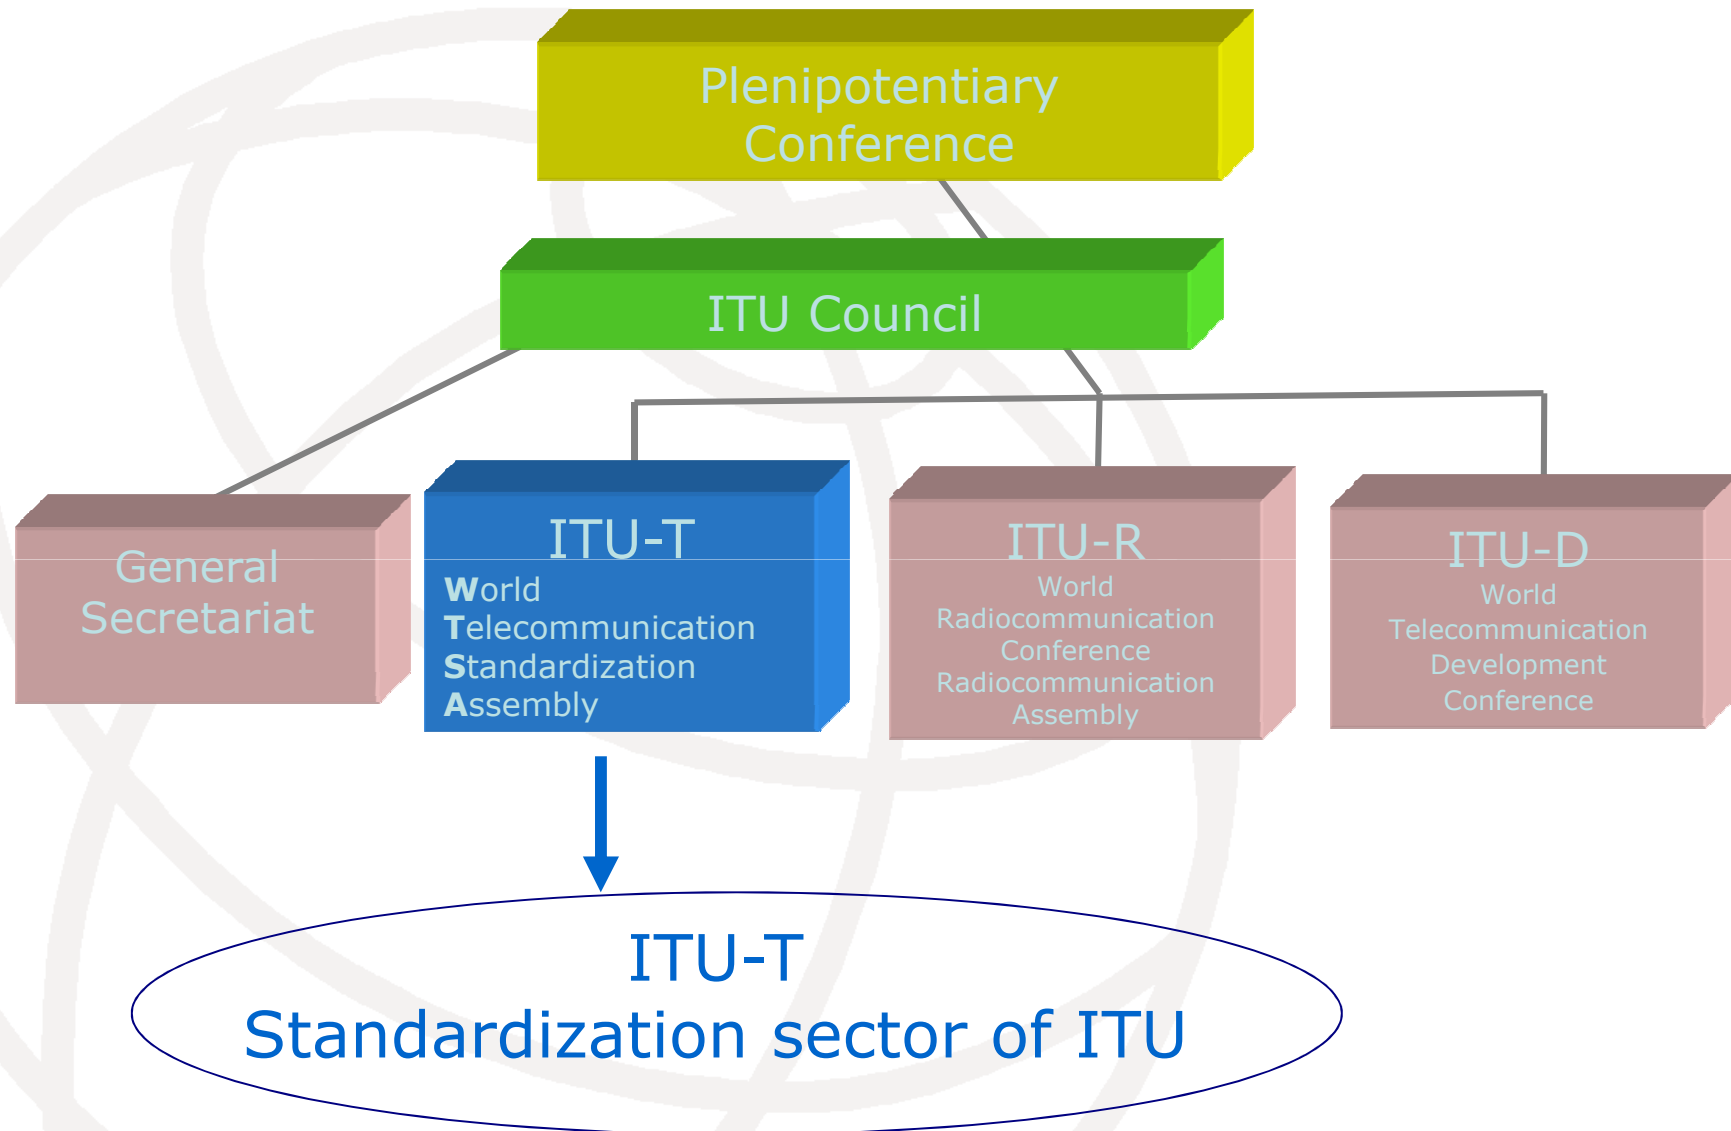 Plenipotentiary
Conference
ITU Council
General
Secretariat
ITU-T
World
Telecommunication
Standardization
Assembly
ITU-R
World
Radiocommunication
Conference
Radiocommunication
Assembly
ITU-D
World
Telecommunication
Development
Conference
ITU-T
Standardization sector of ITU